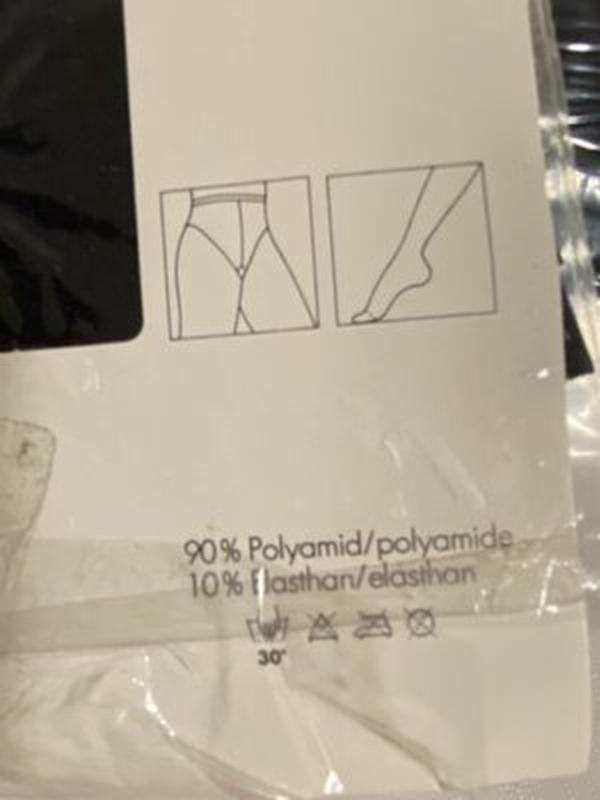 90% Polyamid/polyamide
10% Elasthan/elasthan
30°